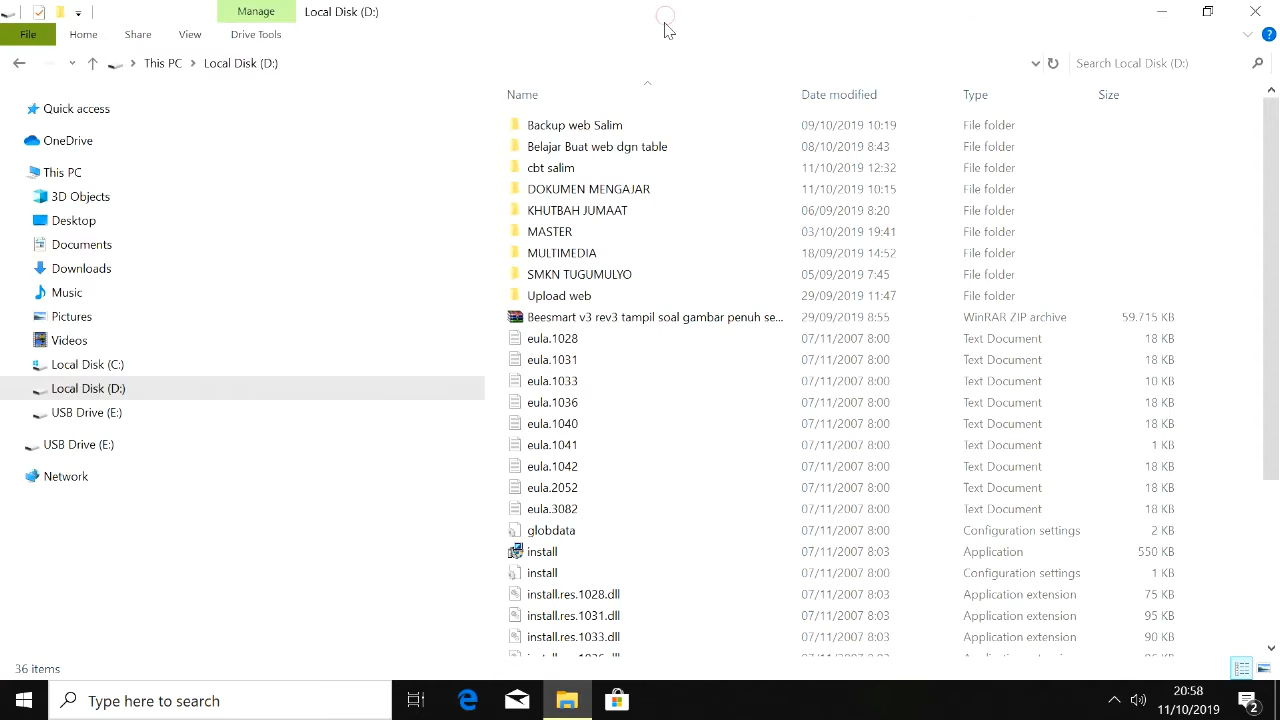 Manage Local Disk (D:)
File Home Share View Drive Tools ?
This PC Local Disk (D:) Search Local Disk (D:)
Name Date modified Type Size
Quick access
OneDrive
This PC
3D Objects
Desktop
Documents
Downloads
Music
Pictures
Videos
Local Disk (C:)
Local Disk (D:)
USB Drive (E:)
USB Drive (E:)
Network
Backup web Salim 09/10/2019 10:19 File folder
Belajar Buat web dgn table 08/10/2019 8:43 File folder
cbt salim 11/10/2019 12:32 File folder
DOKUMEN MENGAJAR 11/10/2019 10:15 File folder
KHUTBAH JUMAAT 06/09/2019 8:20 File folder
MASTER 03/10/2019 19:41 File folder
MULTIMEDIA 18/09/2019 14:52 File folder
SMKN TUGUMULYO 05/09/2019 7:45 File folder
Upload web 29/09/2019 11:47 File folder
Beesmart v3 rev3 tampil soal gambar penuh se... 29/09/2019 8:55 WinRAR ZIP archive 59.715 KB
eula.1028 07/11/2007 8:00 Text Document 18 KB
eula.1031 07/11/2007 8:00 Text Document 18 KB
eula.1033 07/11/2007 8:00 Text Document 10 KB
eula.1036 07/11/2007 8:00 Text Document 18 KB
eula.1040 07/11/2007 8:00 Text Document 18 KB
eula.1041 07/11/2007 8:00 Text Document 1 KB
eula.1042 07/11/2007 8:00 Text Document 18 KB
eula.2052 07/11/2007 8:00 Text Document 18 KB
eula.3082 07/11/2007 8:00 Text Document 18 KB
globdata 07/11/2007 8:00 Configuration settings 2 KB
install 07/11/2007 8:03 Application 550 KB
install 07/11/2007 8:00 Configuration settings 1 KB
install.res.1028.dll 07/11/2007 8:03 Application extension 75 KB
install.res.1031.dll 07/11/2007 8:03 Application extension 95 KB
install.res.1033.dll 07/11/2007 8:03 Application extension 90 KB
36 items
Type here to search
20:58
11/10/2019
2